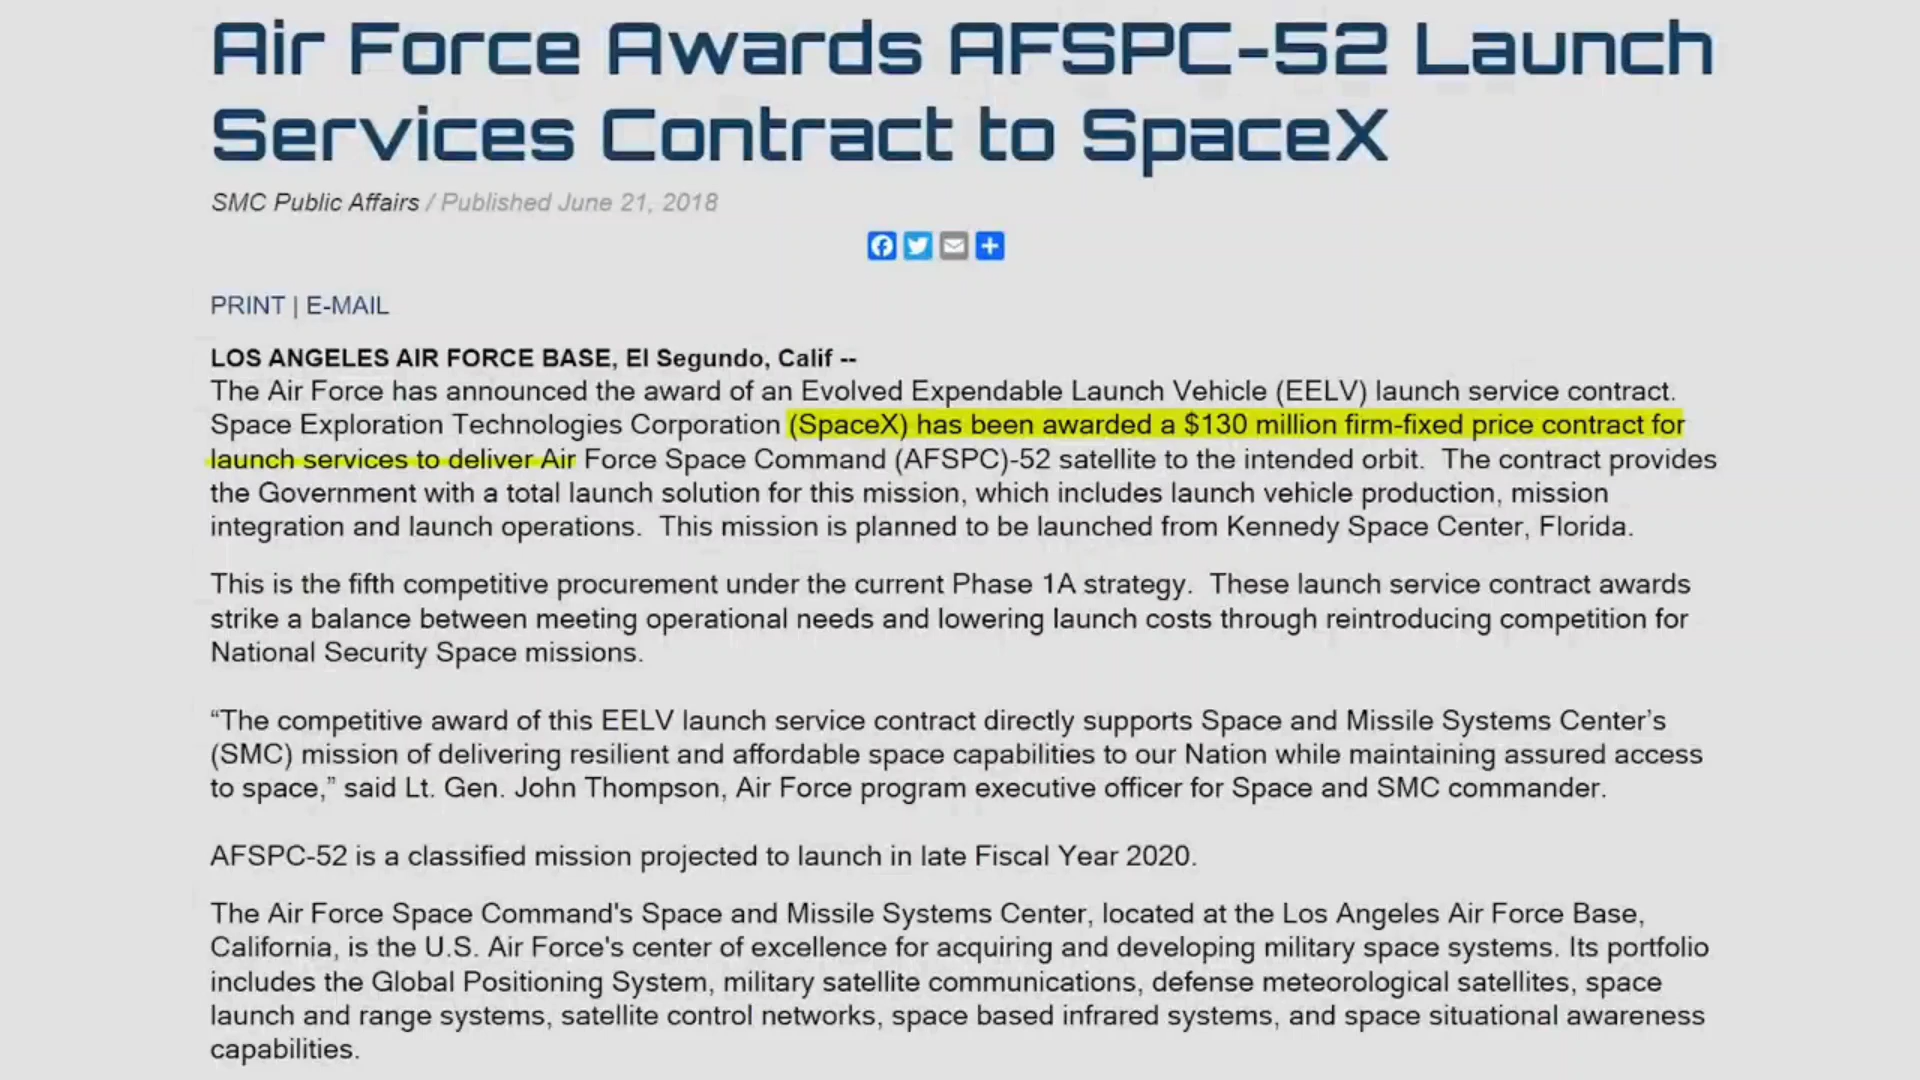 Air Force Awards AFSPC-52 Launch
Services Contract to SpaceX
SMC Public Affairs / Published June 21, 2018
PRINT | E-MAIL
LOS ANGELES AIR FORCE BASE, El Segundo, Calif --
The Air Force has announced the award of an Evolved Expendable Launch Vehicle (EELV) launch service contract.
Space Exploration Technologies Corporation (SpaceX) has been awarded a $130 million firm-fixed price contract for
launch services to deliver Air Force Space Command (AFSPC)-52 satellite to the intended orbit.  The contract provides
the Government with a total launch solution for this mission, which includes launch vehicle production, mission
integration and launch operations.  This mission is planned to be launched from Kennedy Space Center, Florida.
This is the fifth competitive procurement under the current Phase 1A strategy.  These launch service contract awards
strike a balance between meeting operational needs and lowering launch costs through reintroducing competition for
National Security Space missions.
“The competitive award of this EELV launch service contract directly supports Space and Missile Systems Center’s
(SMC) mission of delivering resilient and affordable space capabilities to our Nation while maintaining assured access
to space,” said Lt. Gen. John Thompson, Air Force program executive officer for Space and SMC commander.
AFSPC-52 is a classified mission projected to launch in late Fiscal Year 2020.
The Air Force Space Command's Space and Missile Systems Center, located at the Los Angeles Air Force Base,
California, is the U.S. Air Force's center of excellence for acquiring and developing military space systems. Its portfolio
includes the Global Positioning System, military satellite communications, defense meteorological satellites, space
launch and range systems, satellite control networks, space based infrared systems, and space situational awareness
capabilities.